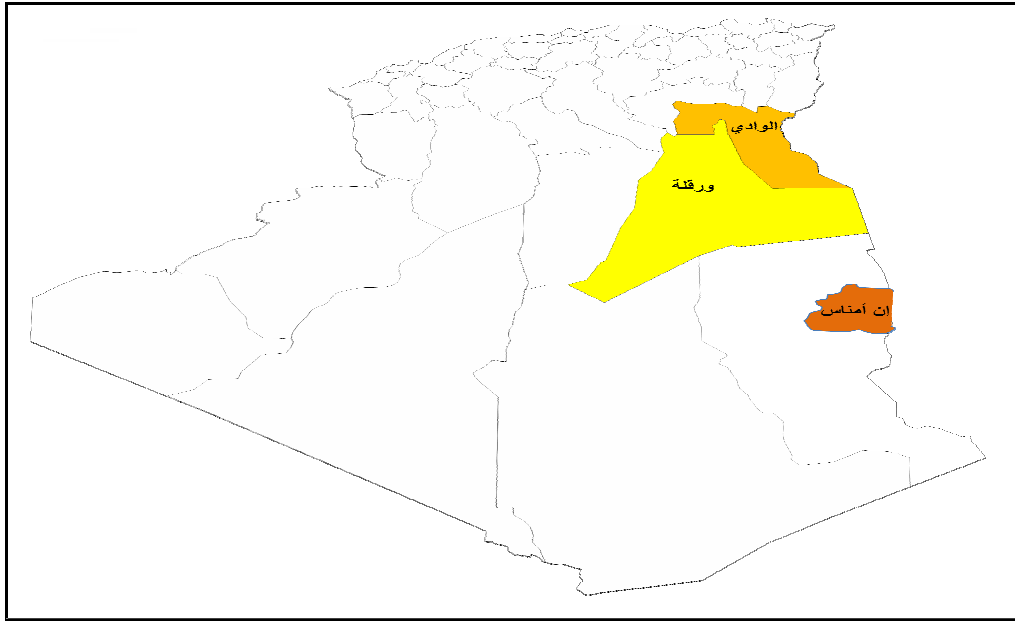 الوادي
ورقلة
ان أمناس